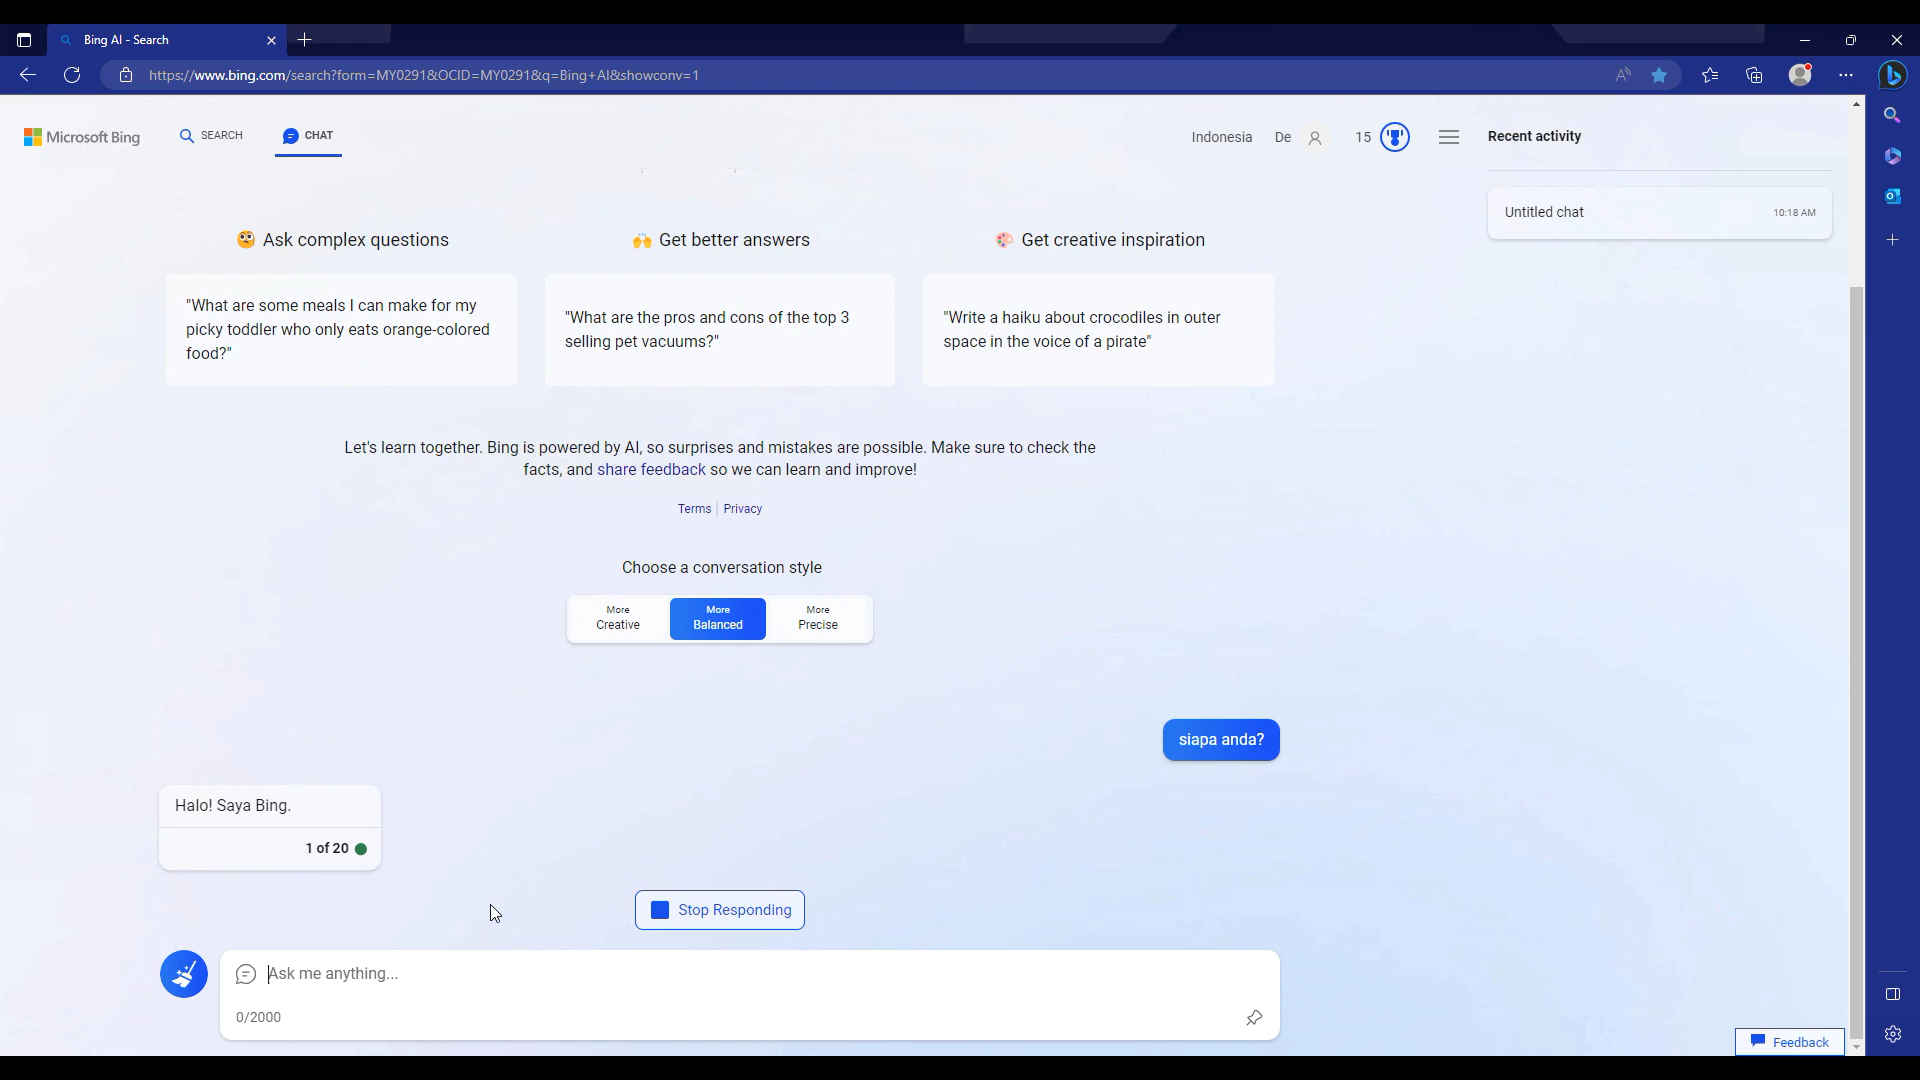 Bing AI - Search
https://www.bing.com/search?form=MY0291&OCID=MY0291&q=Bing+AI&showconv=1
Microsoft Bing
SEARCH
CHAT
Indonesia
De
15
Recent activity
Untitled chat
10:18 AM
Ask complex questions
Get better answers
Get creative inspiration
"What are some meals I can make for my
picky toddler who only eats orange-colored
food?"
"What are the pros and cons of the top 3
selling pet vacuums?"
"Write a haiku about crocodiles in outer
space in the voice of a pirate"
Let's learn together. Bing is powered by AI, so surprises and mistakes are possible. Make sure to check the
facts, and share feedback so we can learn and improve!
Terms
Privacy
Choose a conversation style
More
Creative
More
Balanced
More
Precise
siapa anda?
Halo! Saya Bing.
1 of 20
Stop Responding
Ask me anything...
0/2000
Feedback